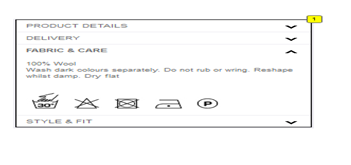 1
PRODUCT DETAILS
DELIVERY
FABRIC & CARE
100% Wool
Wash dark colours separately. Do not rub or wring. Reshape
whilst damp. Dry flat
30° P
STYLE & FIT